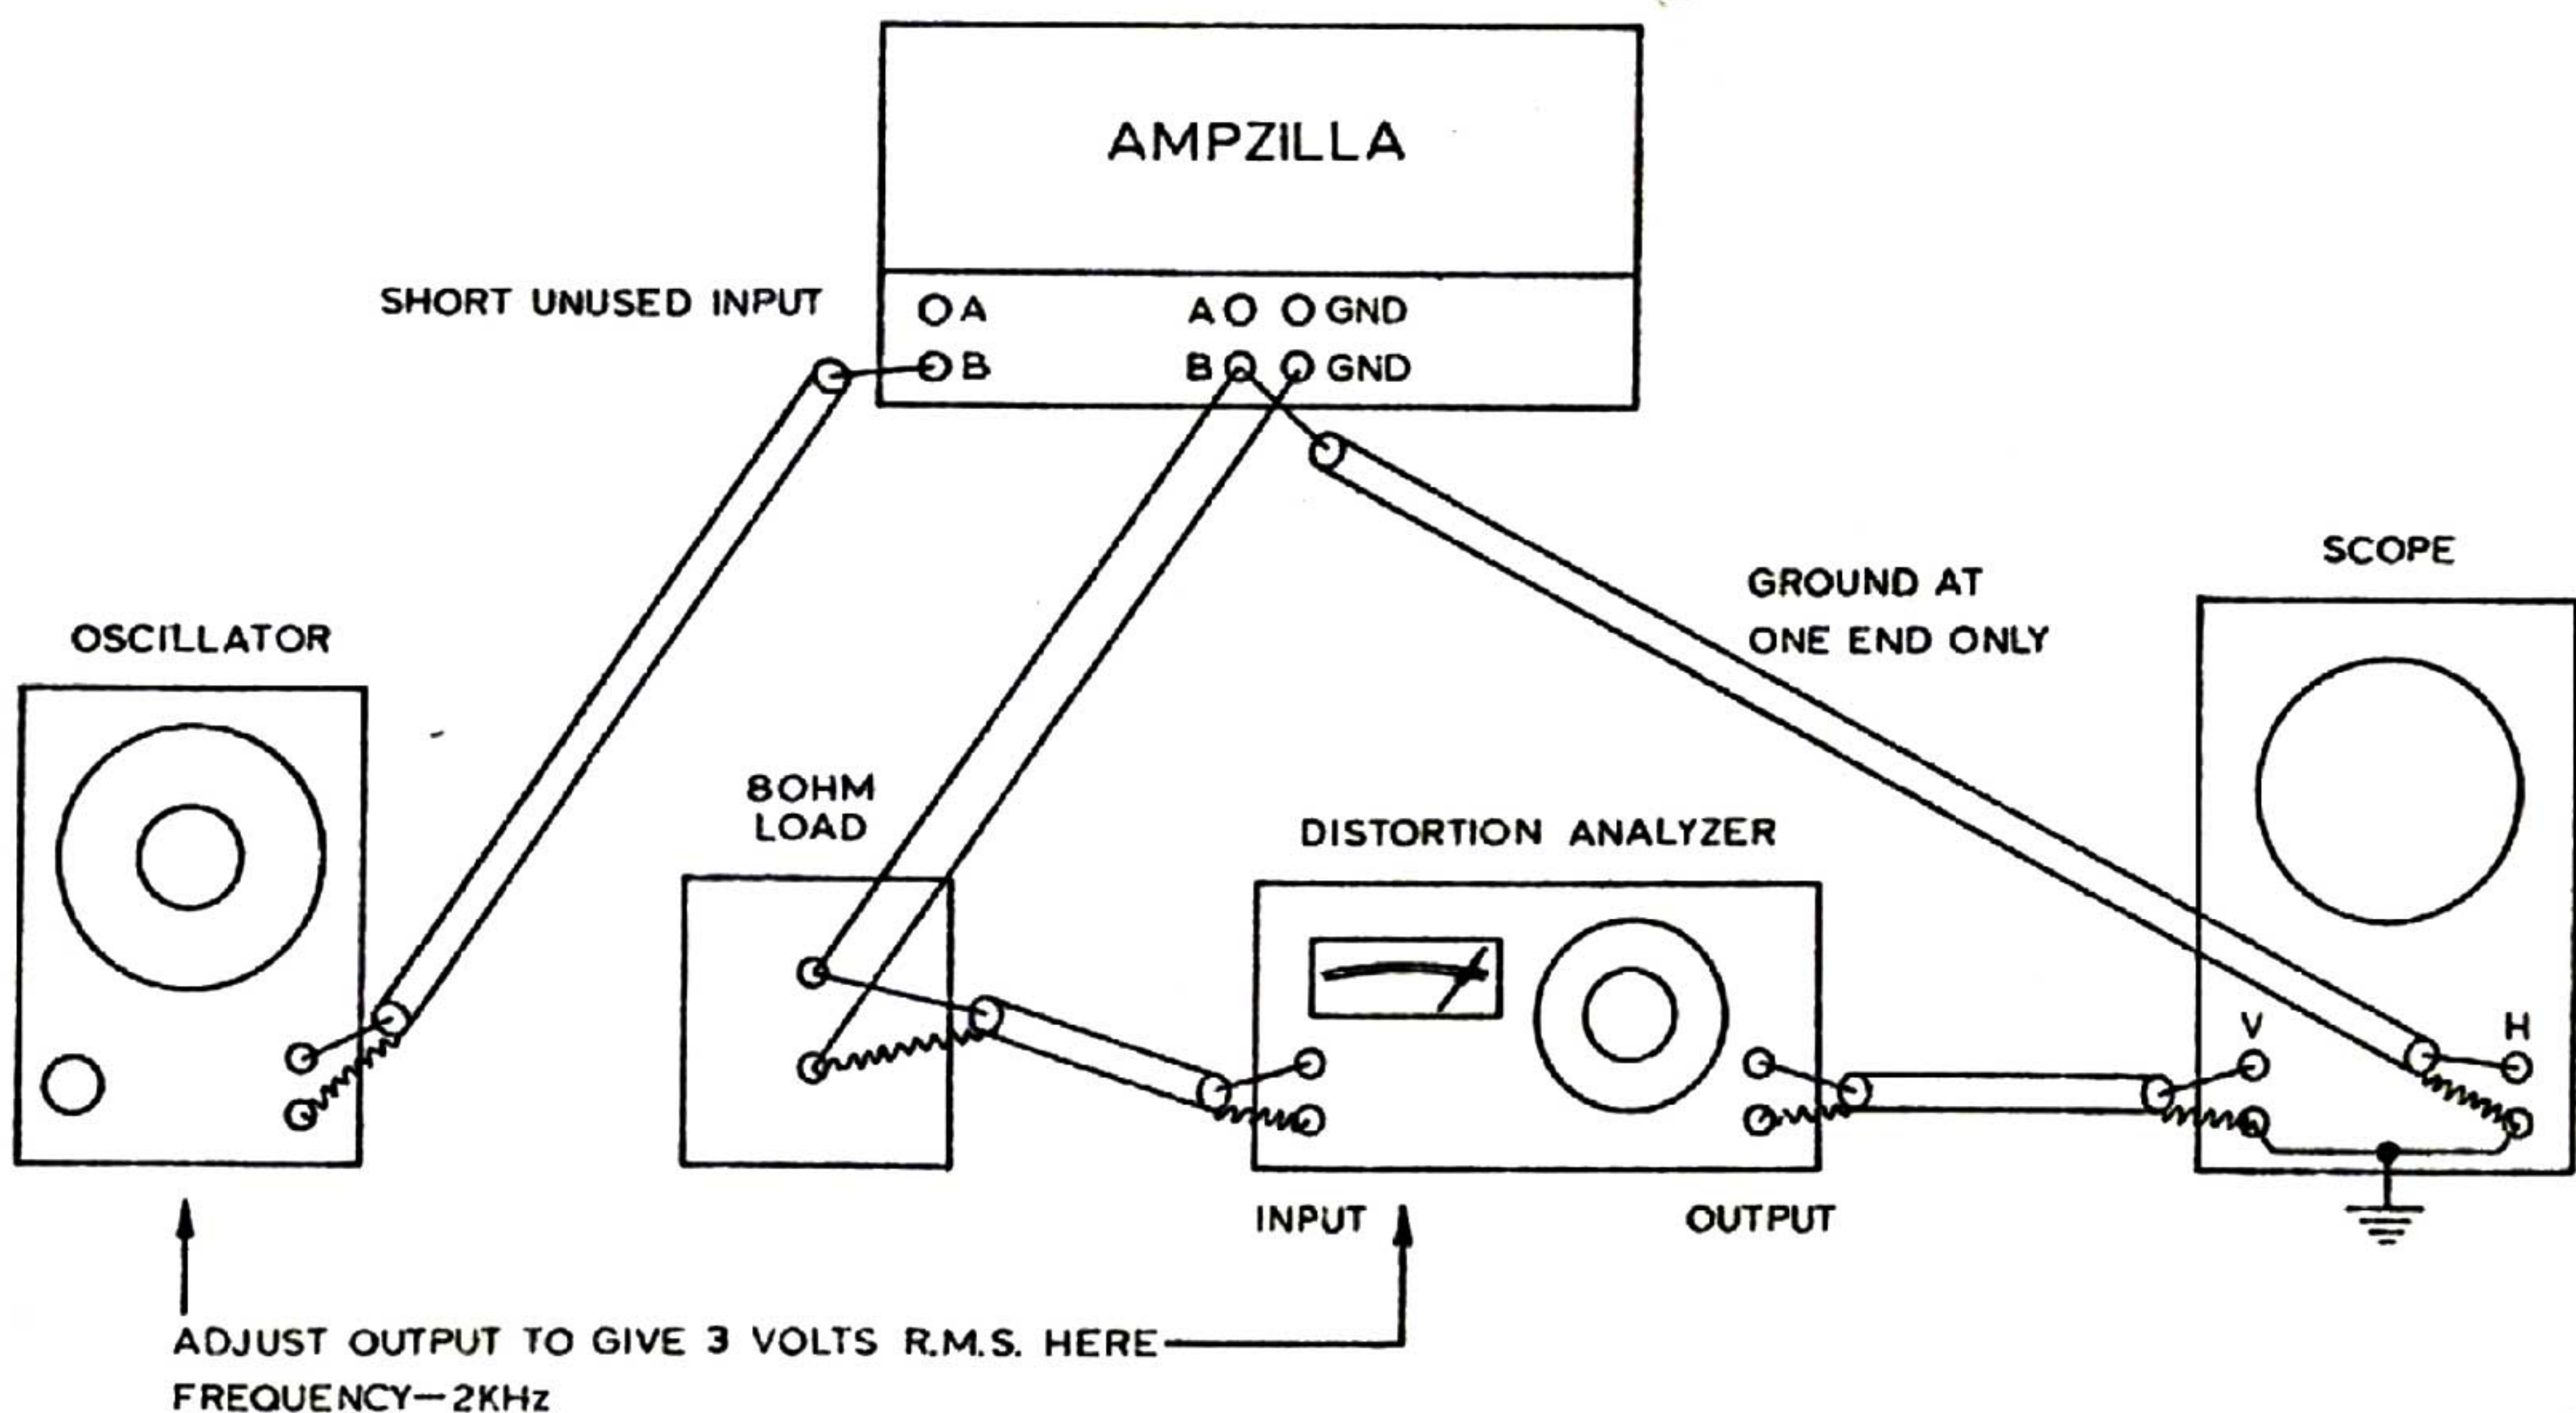 AMPZILLA
SHORT UNUSED INPUT
A
A
GND
B
B
GND
GROUND AT
ONE END ONLY
SCOPE
OSCILLATOR
8OHM
LOAD
DISTORTION ANALYZER
V
H
INPUT
OUTPUT
ADJUST OUTPUT TO GIVE 3 VOLTS R.M.S. HERE
FREQUENCY—2KHz